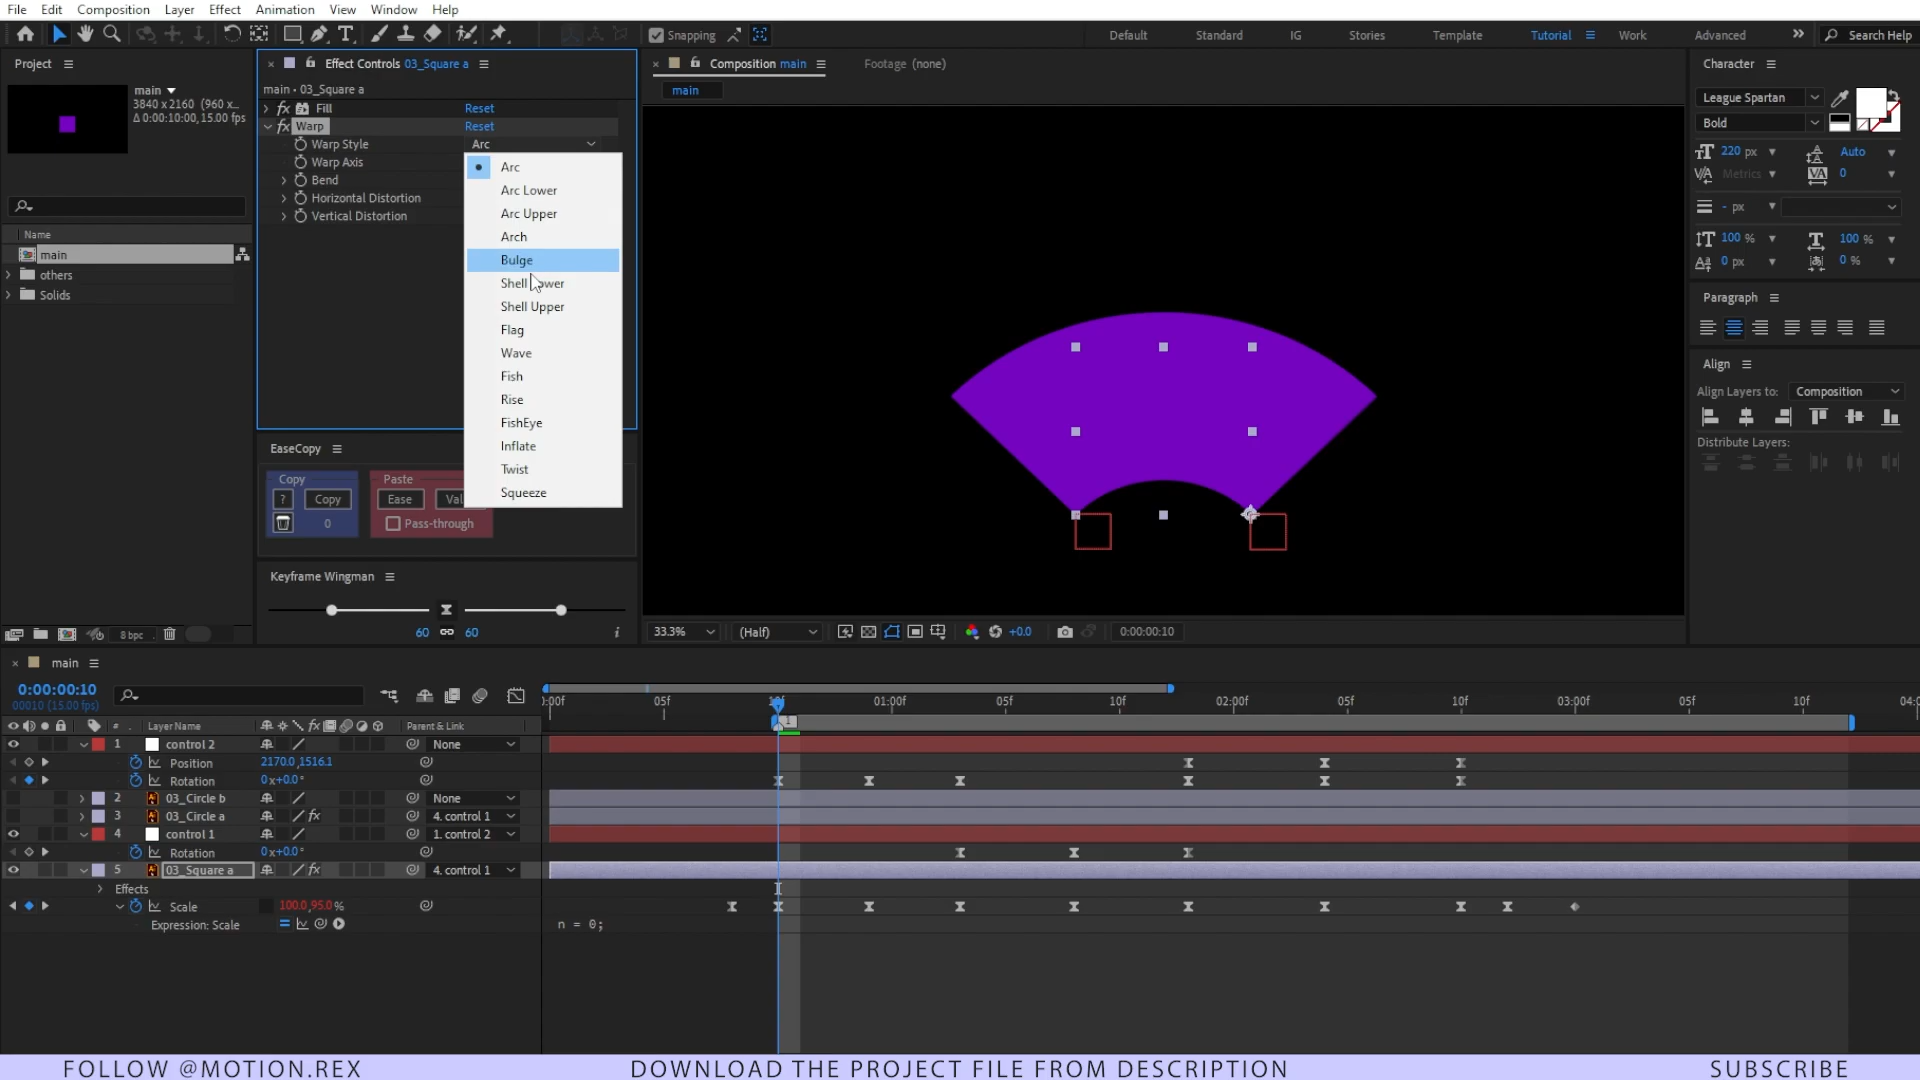 File Edit Composition Layer Effect Animation View Window Help
Snapping Default Standard IG Stories Template Tutorial Work Advanced Search Help
Project
main
3840 x 2160 (960 x...
Δ 0:00:10:00, 15.00 fps
Name
main
others
Solids
8 bpc
Effect Controls 03_Square a
main • 03_Square a
fx Fill Reset
fx Warp Reset
Warp Style Arc
Warp Axis
Bend
Horizontal Distortion
Vertical Distortion
Arc
Arc Lower
Arc Upper
Arch
Bulge
Shell Lower
Shell Upper
Flag
Wave
Fish
Rise
FishEye
Inflate
Twist
Squeeze
EaseCopy
Copy Paste
? Copy Ease Val
0 Pass-through
Keyframe Wingman
60 60 i
Composition main Footage (none)
main
33.3% (Half) +0.0 0:00:00:10
Character
League Spartan
Bold
220 px Auto
Metrics 0
- px
100 % 100 %
0 px 0 %
Paragraph
Align
Align Layers to: Composition
Distribute Layers:
main
0:00:00:10
00010 (15.00 fps)
# Layer Name fx Parent & Link
:00f 05f 10f 01:00f 05f 10f 02:00f 05f 10f 03:00f 05f 10f 04:0
1
1 control 2 None
Position 2170.0,1516.1
Rotation 0x+0.0°
2 03_Circle b None
3 03_Circle a fx 4. control 1
4 control 1 1. control 2
Rotation 0x+0.0°
5 03_Square a fx 4. control 1
Effects
Scale 100.0,95.0%
Expression: Scale n = 0;
FOLLOW @MOTION.REX DOWNLOAD THE PROJECT FILE FROM DESCRIPTION SUBSCRIBE